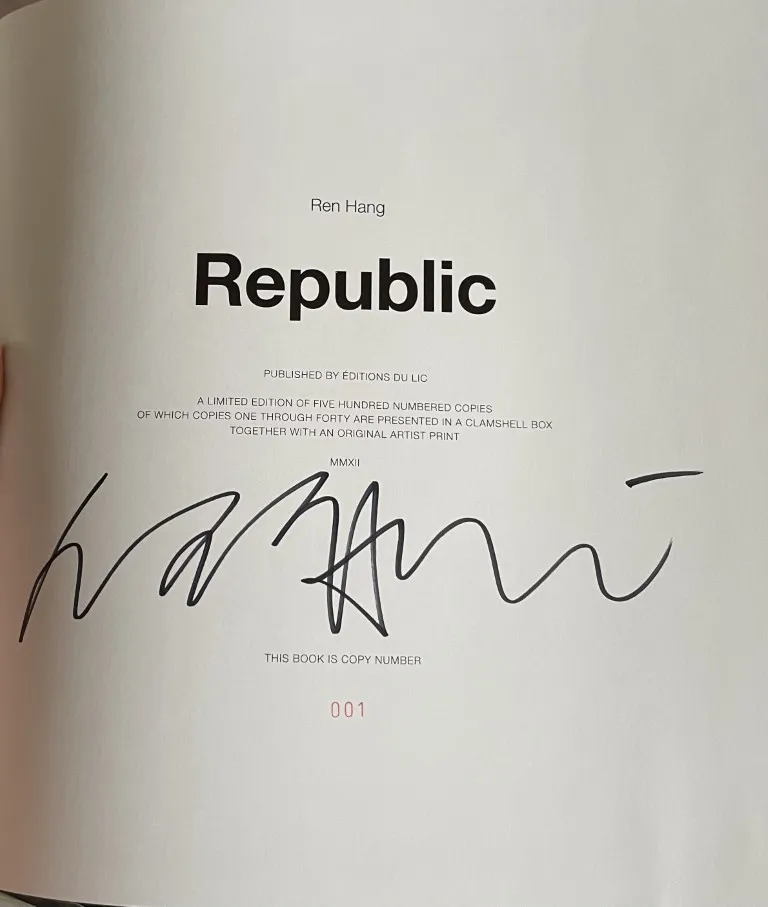 Ren Hang
Republic
PUBLISHED BY ÉDITIONS DU LIC
A LIMITED EDITION OF FIVE HUNDRED NUMBERED COPIES
OF WHICH COPIES ONE THROUGH FORTY ARE PRESENTED IN A CLAMSHELL BOX
TOGETHER WITH AN ORIGINAL ARTIST PRINT
MMXII
THIS BOOK IS COPY NUMBER
001